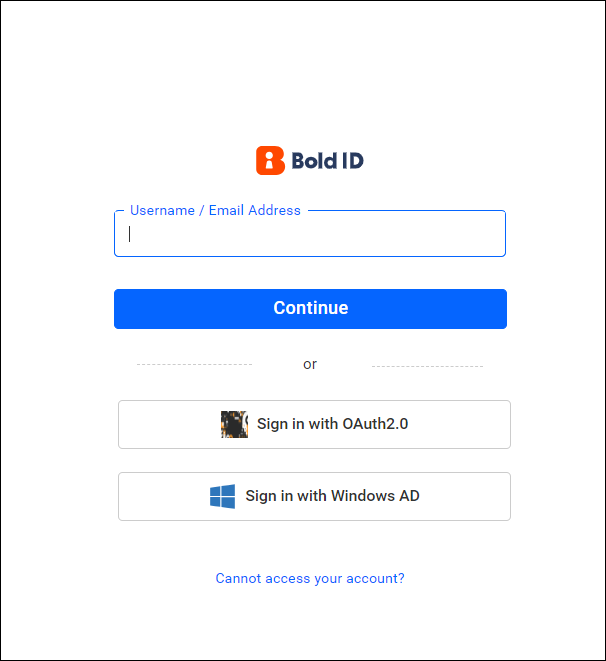 Bold ID
Username / Email Address
Continue
or
Sign in with OAuth2.0
Sign in with Windows AD
Cannot access your account?